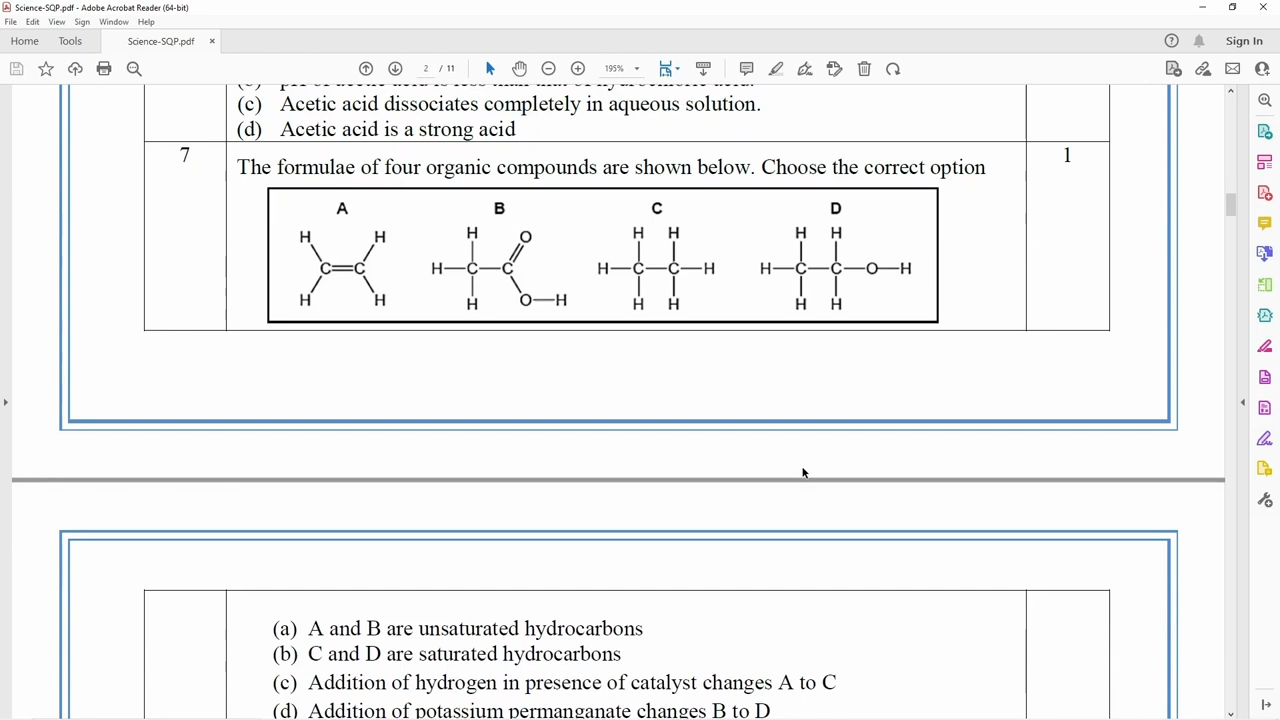 Science-SQP.pdf - Adobe Acrobat Reader (64-bit)
File Edit View Sign Window Help
Home Tools Science-SQP.pdf × Sign In
2 / 11 195%
(c) Acetic acid dissociates completely in aqueous solution.
(d) Acetic acid is a strong acid
7 The formulae of four organic compounds are shown below. Choose the correct option 1
A B C D
H H H O H H H H
C C H C C H C C H H C C O H
H H H O H H H H H
(a) A and B are unsaturated hydrocarbons
(b) C and D are saturated hydrocarbons
(c) Addition of hydrogen in presence of catalyst changes A to C
(d) Addition of potassium permanganate changes B to D